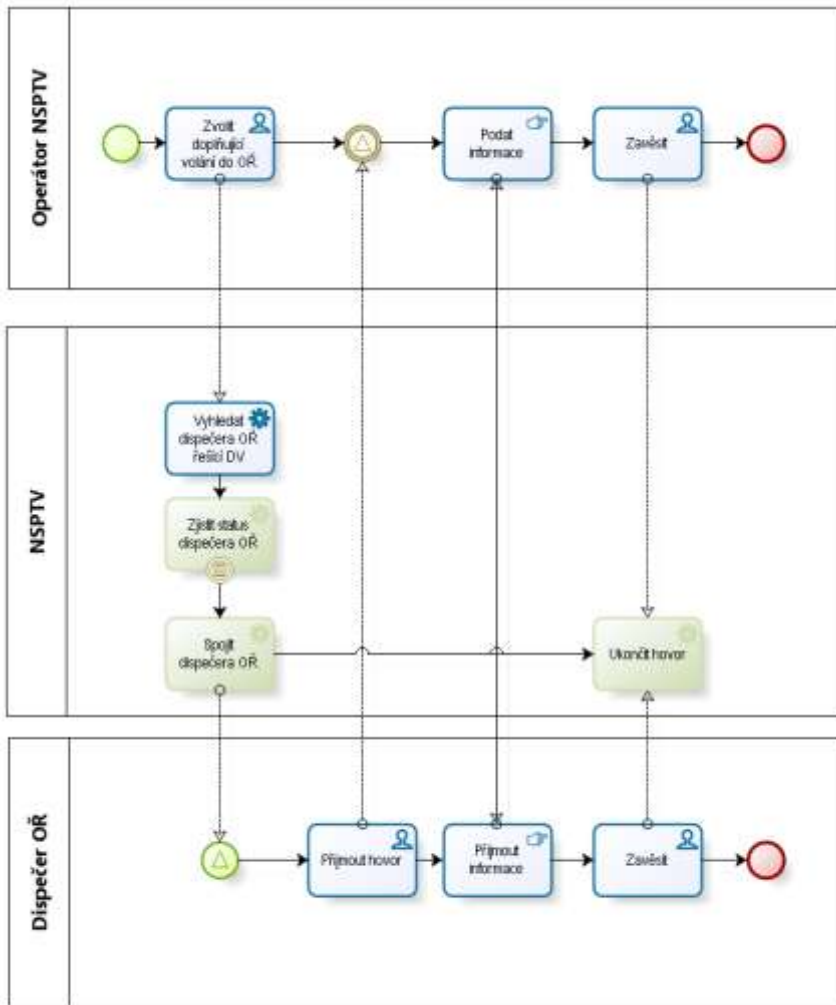 Operátor NSPTV
Zvolit
doplňující
volání do OŘ
Podat
informace
Zavěsit
NSPTV
Vyhledat
dispečera OŘ
řešící DV
Zjistit status
dispečera OŘ
Spojit
dispečera OŘ
Ukončit hovor
Dispečer OŘ
Přijmout hovor
Přijmout
informace
Zavěsit